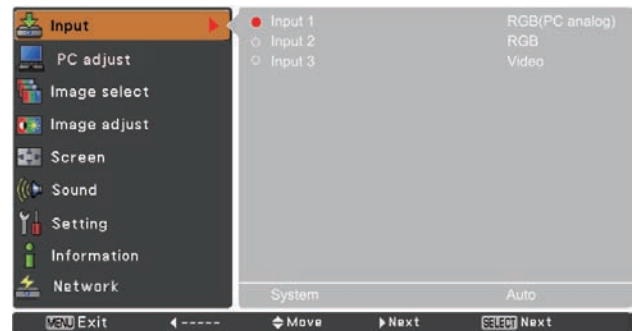 Input
PC adjust
Image select
Image adjust
Screen
Sound
Setting
Information
Network
Input 1 RGB(PC analog)
Input 2 RGB
Input 3 Video
System Auto
MENU Exit ◀----- Move Next SELECT Next